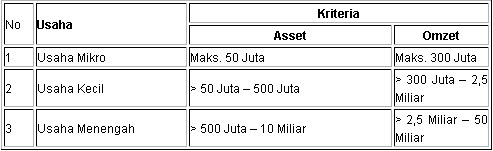 No Usaha Kriteria
Asset Omzet
1 Usaha Mikro Maks. 50 Juta Maks. 300 Juta
2 Usaha Kecil > 50 Juta – 500 Juta > 300 Juta – 2,5
Miliar
3 Usaha Menengah > 500 Juta – 10 Miliar > 2,5 Miliar – 50
Miliar